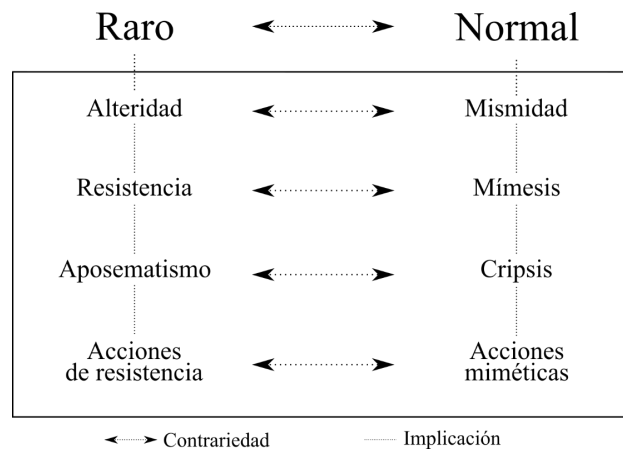 Raro Normal
Alteridad Mismidad
Resistencia Mímesis
Aposematismo Cripsis
Acciones Acciones
de resistencia miméticas
Contrariedad Implicación